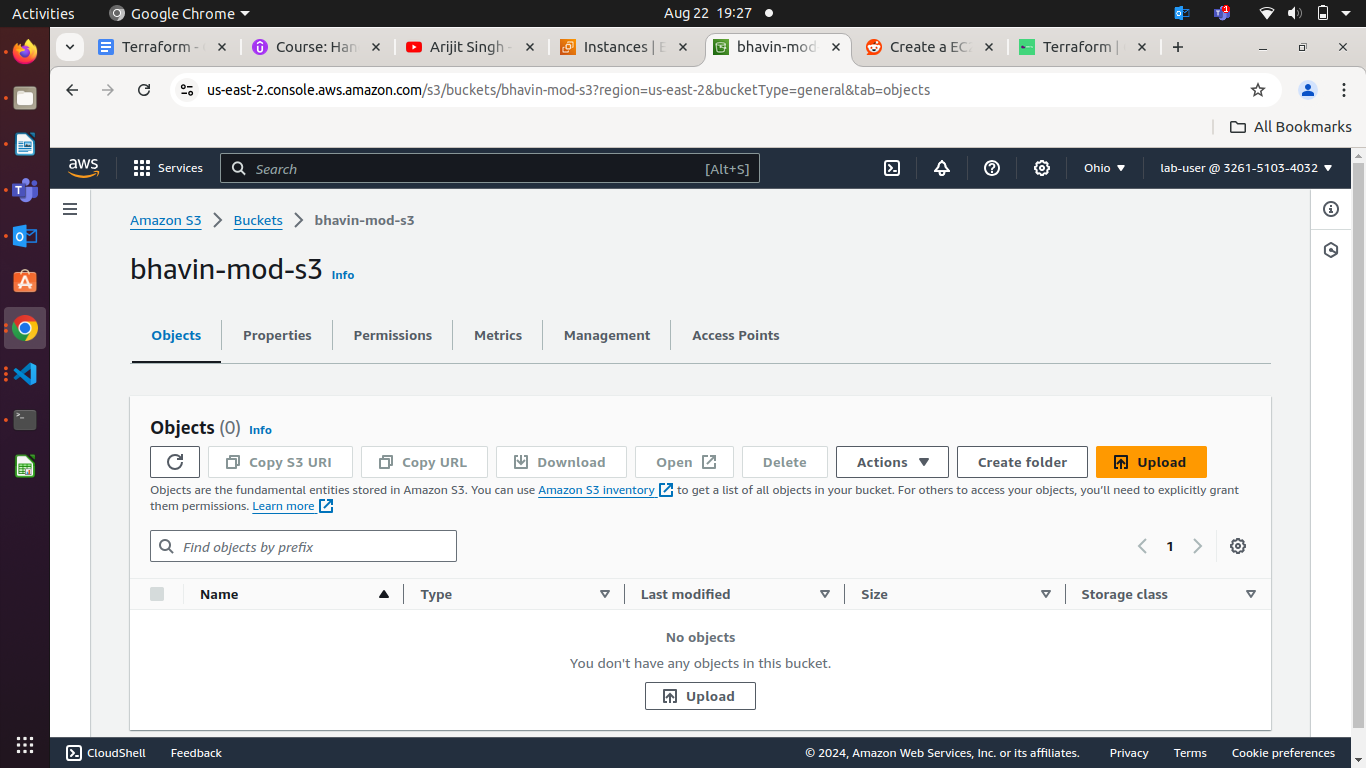 Activities Google Chrome Aug 22 19:27 1
Terraform - Course: Han Arijit Singh - Instances | E bhavin-mod Create a EC Terraform |
us-east-2.console.aws.amazon.com/s3/buckets/bhavin-mod-s3?region=us-east-2&bucketType=general&tab=objects
All Bookmarks
aws Services Search [Alt+S] Ohio lab-user @ 3261-5103-4032
Amazon S3 Buckets bhavin-mod-s3
bhavin-mod-s3 Info
Objects Properties Permissions Metrics Management Access Points
Objects (0) Info
Copy S3 URI Copy URL Download Open Delete Actions Create folder Upload
Objects are the fundamental entities stored in Amazon S3. You can use Amazon S3 inventory to get a list of all objects in your bucket. For others to access your objects, you'll need to explicitly grant
them permissions. Learn more
Find objects by prefix 1
Name Type Last modified Size Storage class
No objects
You don't have any objects in this bucket.
Upload
CloudShell Feedback © 2024, Amazon Web Services, Inc. or its affiliates. Privacy Terms Cookie preferences